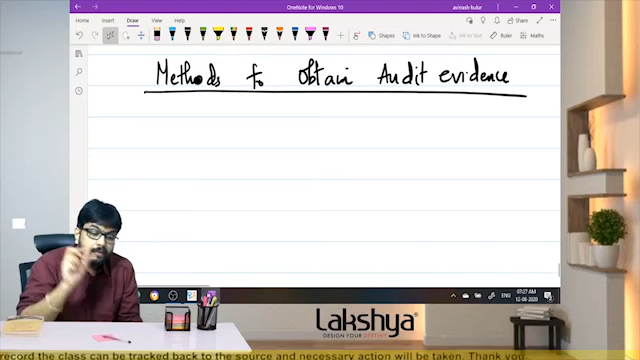 OneNote for Windows 10
avinash kulur
Home Insert Draw View Help
Share
Shapes Ink to Shape Ink to Text Ruler Maths
Methods to Obtain Audit evidence
ENG 07:27 AM
12-08-2020
Lakshya
DESIGN YOUR DESTINY
record the class can be tracked back to the source and necessary action will be taken. Thank you.